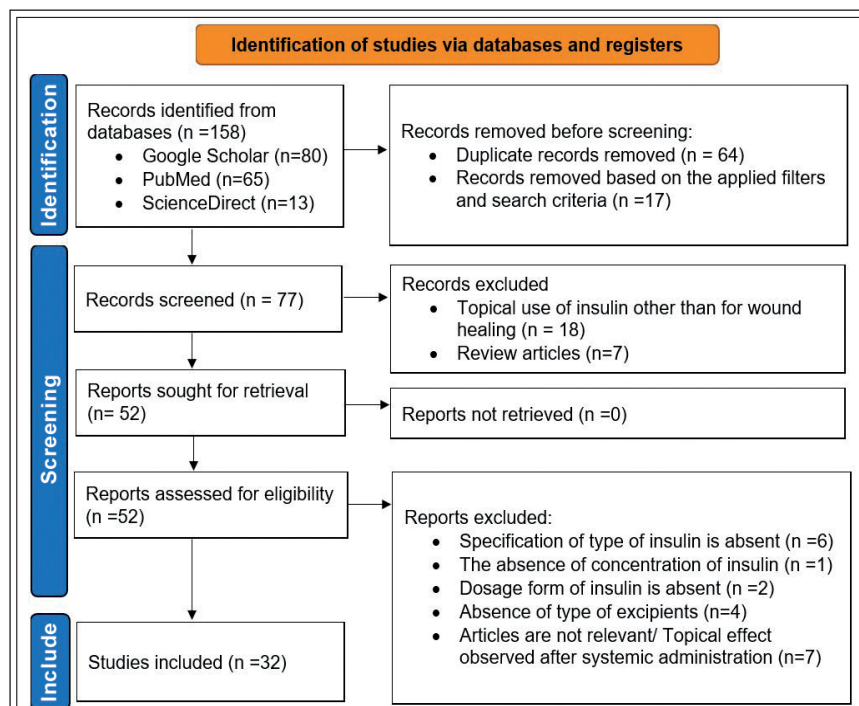 Identification of studies via databases and registers
Identification
Records identified from
databases (n =158)
• Google Scholar (n=80)
• PubMed (n=65)
• ScienceDirect (n=13)
Records removed before screening:
• Duplicate records removed (n = 64)
• Records removed based on the applied filters
and search criteria (n =17)
Screening
Records screened (n = 77)
Records excluded
• Topical use of insulin other than for wound
healing (n = 18)
• Review articles (n=7)
Reports sought for retrieval
(n= 52)
Reports not retrieved (n =0)
Reports assessed for eligibility
(n =52)
Reports excluded:
• Specification of type of insulin is absent (n =6)
• The absence of concentration of insulin (n =1)
• Dosage form of insulin is absent (n =2)
• Absence of type of excipients (n=4)
• Articles are not relevant/ Topical effect
observed after systemic administration (n=7)
Include
Studies included (n =32)